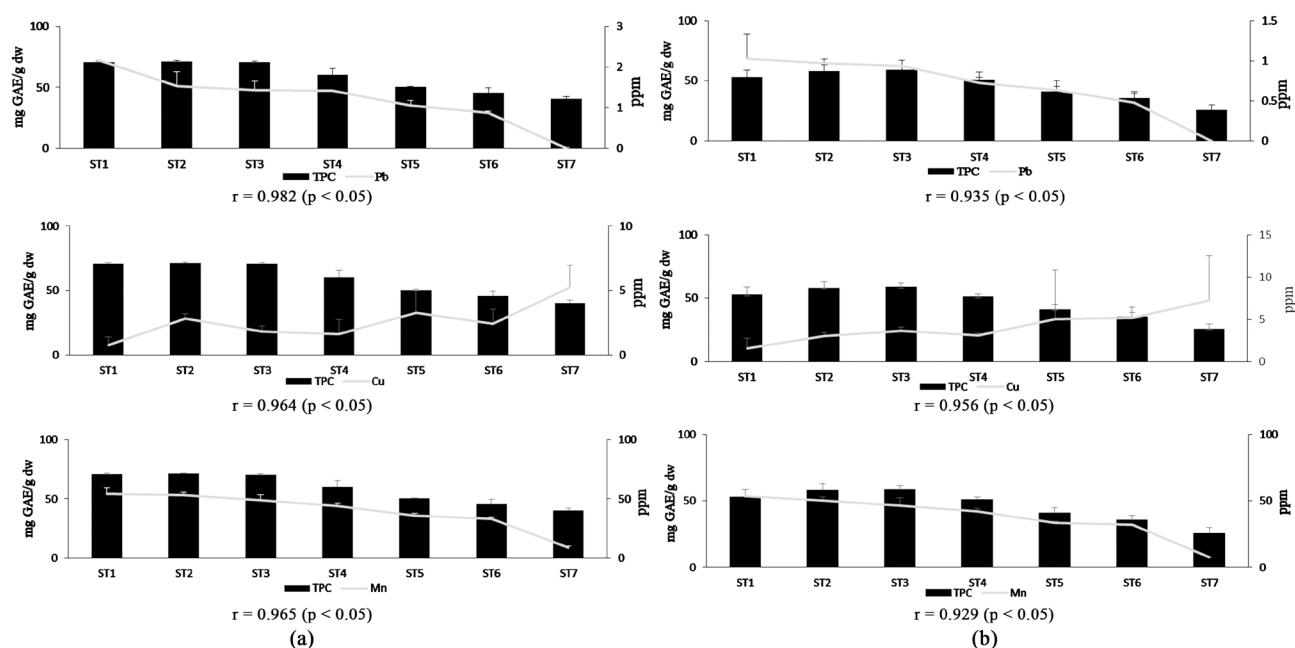 100
50
0
mg GAE/g dw
3
2
1
0
ppm
ST1 ST2 ST3 ST4 ST5 ST6 ST7
TPC Pb
r = 0.982 (p < 0.05)
100
50
0
mg GAE/g dw
10
5
0
ppm
ST1 ST2 ST3 ST4 ST5 ST6 ST7
TPC Cu
r = 0.964 (p < 0.05)
100
50
0
mg GAE/g dw
100
50
0
ppm
ST1 ST2 ST3 ST4 ST5 ST6 ST7
TPC Mn
r = 0.965 (p < 0.05)
(a)
100
50
0
mg GAE/g dw
1.5
1
0.5
0
ppm
ST1 ST2 ST3 ST4 ST5 ST6 ST7
TPC Pb
r = 0.935 (p < 0.05)
100
50
0
mg GAE/g dw
15
10
5
0
ppm
ST1 ST2 ST3 ST4 ST5 ST6 ST7
TPC Cu
r = 0.956 (p < 0.05)
100
50
0
mg GAE/g dw
100
50
0
ppm
ST1 ST2 ST3 ST4 ST5 ST6 ST7
TPC Mn
r = 0.929 (p < 0.05)
(b)